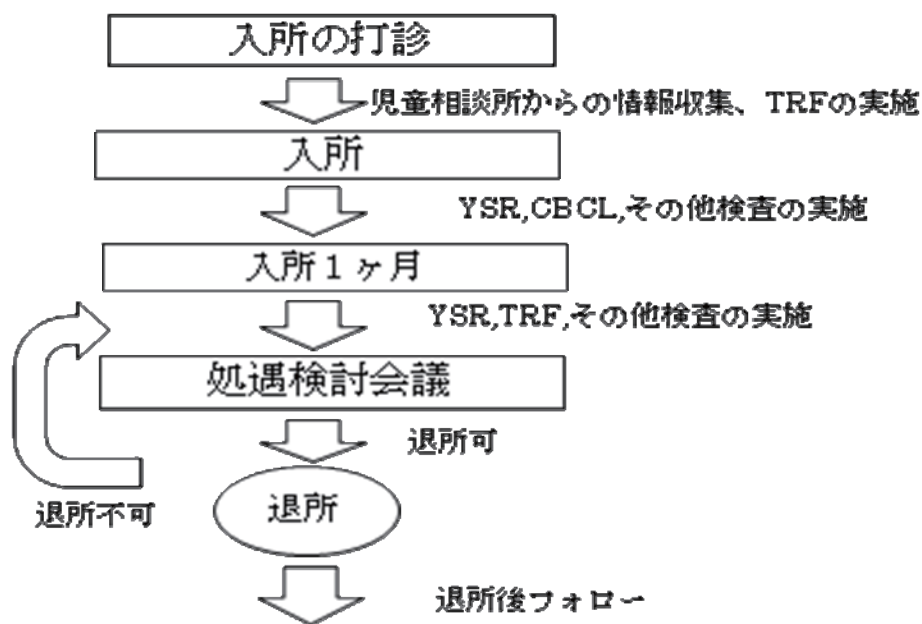 入所の打診
児童相談所からの情報収集、TRFの実施
入所
YSR,CBCL,その他検査の実施
入所１ヶ月
YSR,TRF,その他検査の実施
処遇検討会議
退所可
退所不可
退所
退所後フォロー